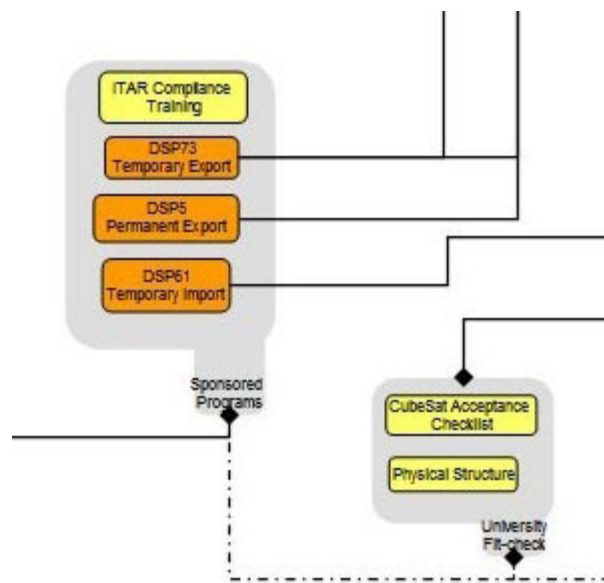 ITAR Compliance
Training
DSP73
Temporary Export
DSP5
Permanent Export
DSP61
Temporary Import
Sponsored
Programs
CubeSat Acceptance
Checklist
Physical Structure
University
Fit-check